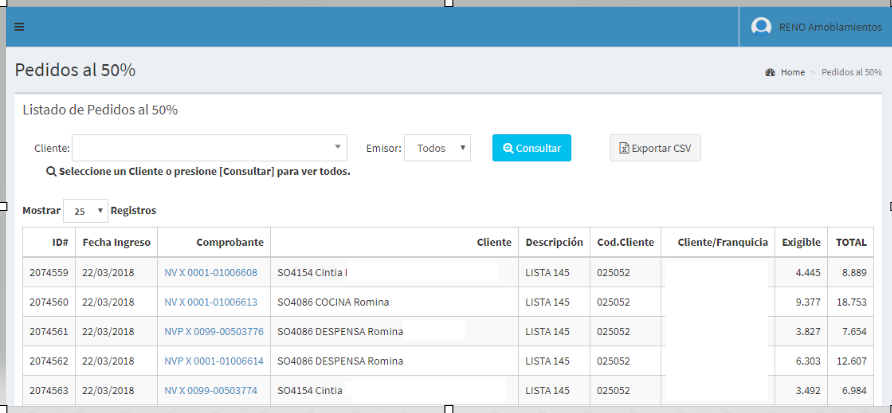 RENO Amoblamientos
Pedidos al 50%
Home > Pedidos al 50%
Listado de Pedidos al 50%
Cliente: Emisor: Todos Consultar Exportar CSV
Seleccione un Cliente o presione [Consultar] para ver todos.
Mostrar 25 Registros
ID# Fecha Ingreso Comprobante Cliente Descripción Cod.Cliente Cliente/Franquicia Exigible TOTAL
2074559 22/03/2018 NV X 0001-01006608 SO4154 Cintia I LISTA 145 025052 4.445 8.889
2074560 22/03/2018 NV X 0001-01006613 SO4086 COCINA Romina LISTA 145 025052 9.377 18.753
2074561 22/03/2018 NVP X 0099-00503776 SO4086 DESPENSA Romina LISTA 145 025052 3.827 7.654
2074562 22/03/2018 NVP X 0001-01006614 SO4086 DESPENSA Romina LISTA 145 025052 6.303 12.607
2074563 22/03/2018 NV X 0099-00503774 SO4154 Cintia LISTA 145 025052 3.492 6.984